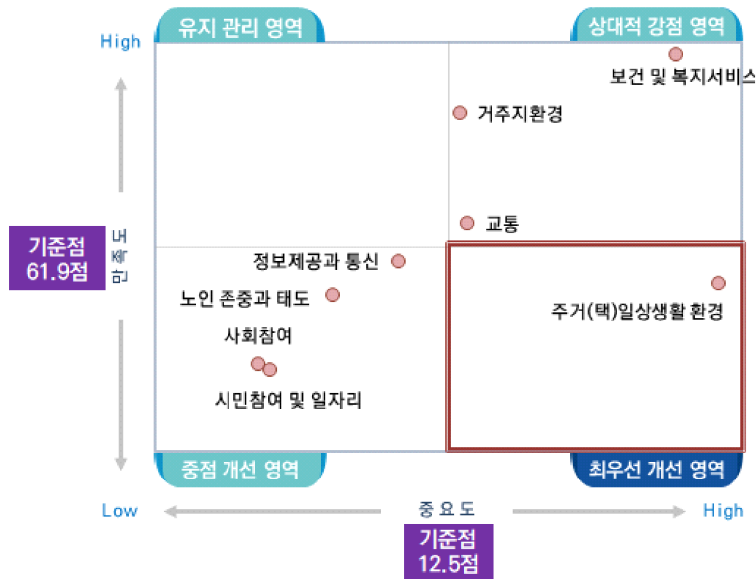 유지 관리 영역
상대적 강점 영역
High
보건 및 복지서비스
거주지환경
교통
기준점
61.9점
만족도
정보제공과 통신
노인 존중과 태도
주거(택)일상생활 환경
사회참여
시민참여 및 일자리
중점 개선 영역
최우선 개선 영역
Low
중요도
High
기준점
12.5점